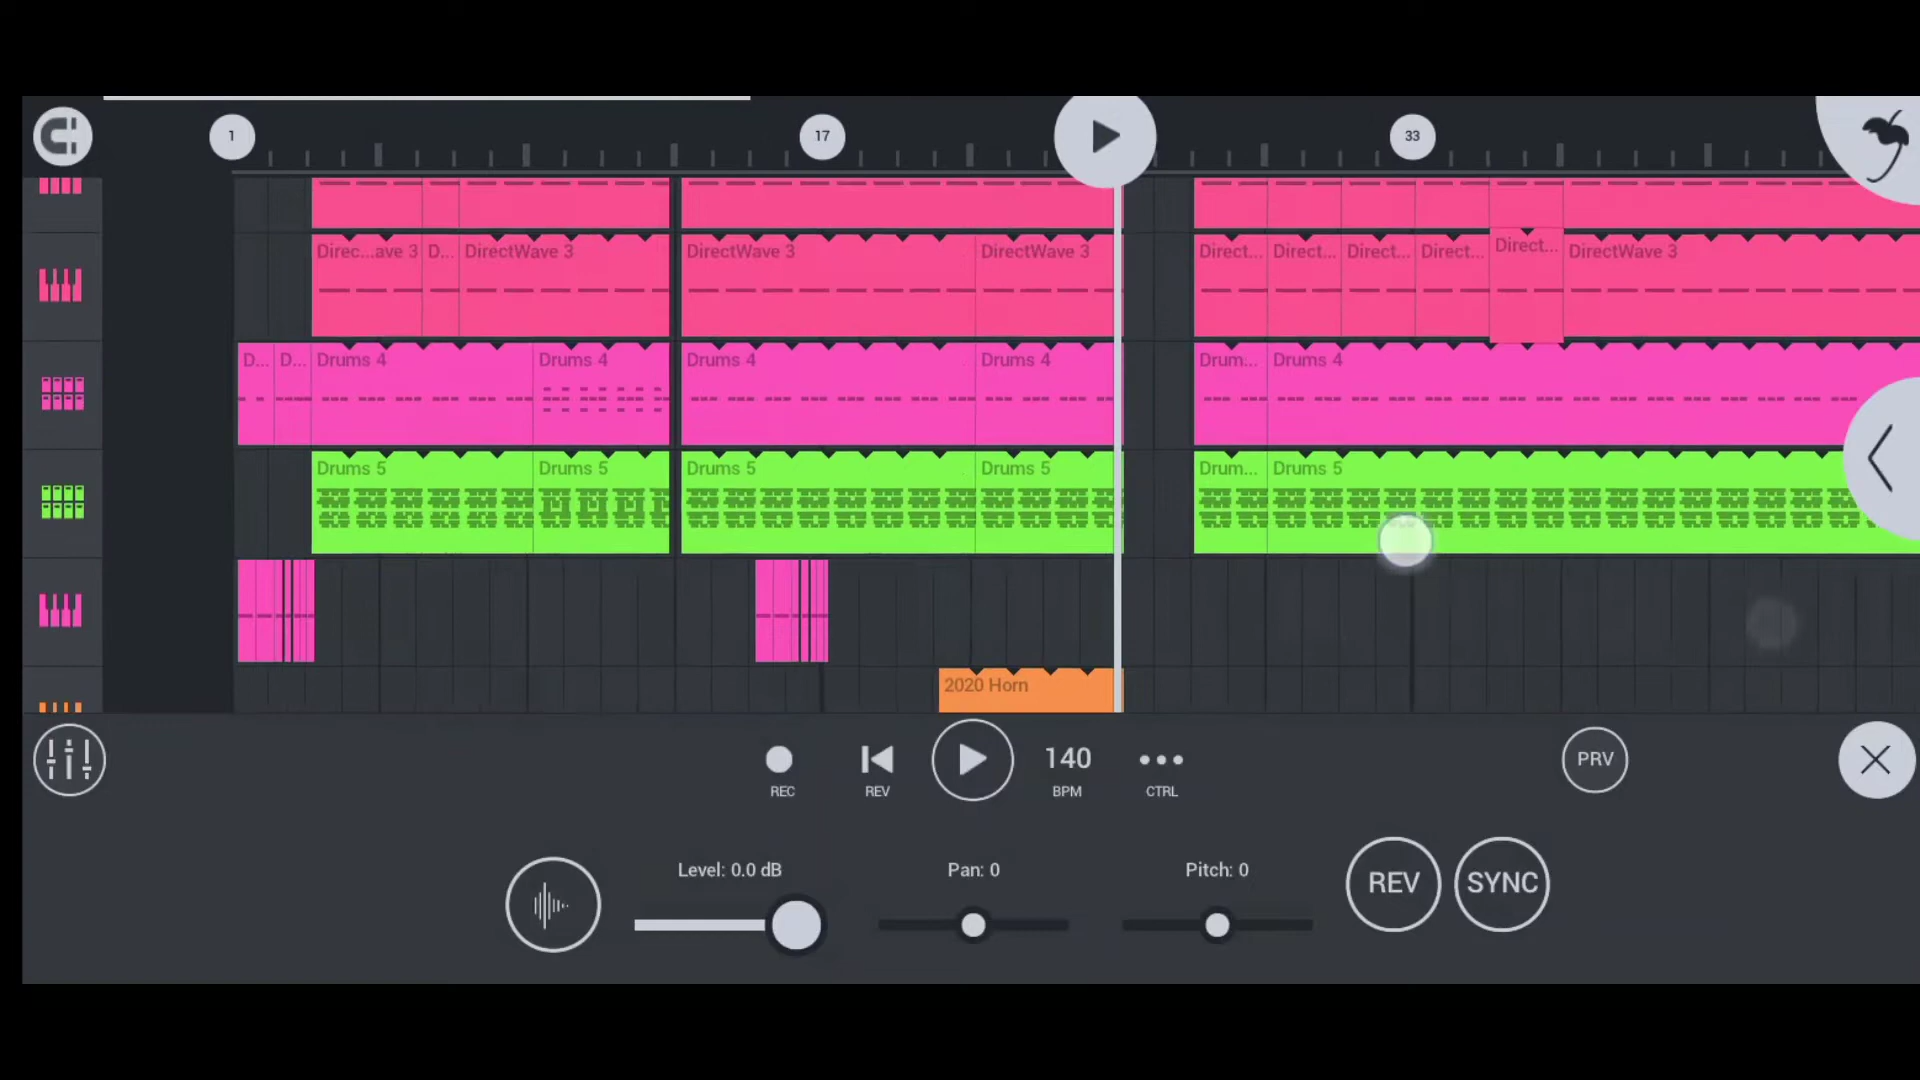 1 17 33
Direc...ave 3 D... DirectWave 3 DirectWave 3 DirectWave 3 Direct... Direct... Direct... Direct... Direct... DirectWave 3
D... D... Drums 4 Drums 4 Drums 4 Drums 4 Drum... Drums 4
Drums 5 Drums 5 Drums 5 Drums 5 Drum... Drums 5
2020 Horn
140 PRV
REC REV BPM CTRL
Level: 0.0 dB Pan: 0 Pitch: 0
REV SYNC